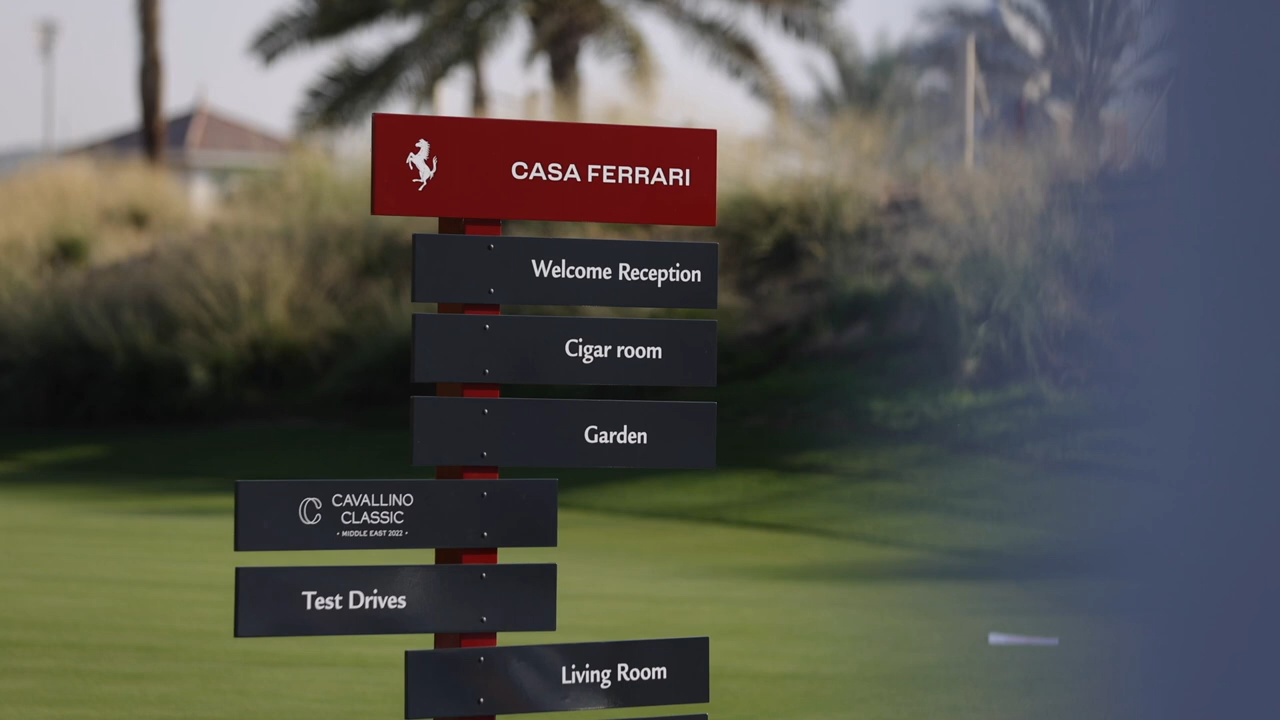 CASA FERRARI
Welcome Reception
Cigar room
Garden
CAVALLINO
CLASSIC
• MIDDLE EAST 2022 •
Test Drives
Living Room